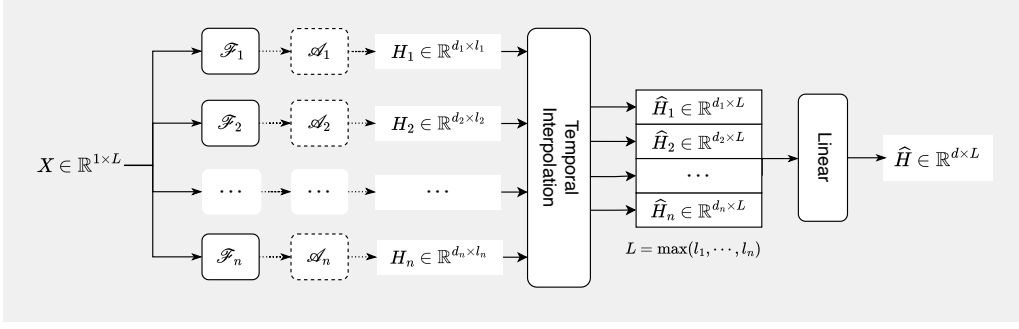 X ∈ ℝ^{1×L}
ℱ_1 𝒜_1 H_1 ∈ ℝ^{d_1×l_1}
ℱ_2 𝒜_2 H_2 ∈ ℝ^{d_2×l_2}
··· ··· ···
ℱ_n 𝒜_n H_n ∈ ℝ^{d_n×l_n}
Temporal
Interpolation
Ĥ_1 ∈ ℝ^{d_1×L}
Ĥ_2 ∈ ℝ^{d_2×L}
···
Ĥ_n ∈ ℝ^{d_n×L}
L = max(l_1, ···, l_n)
Linear
Ĥ ∈ ℝ^{d×L}